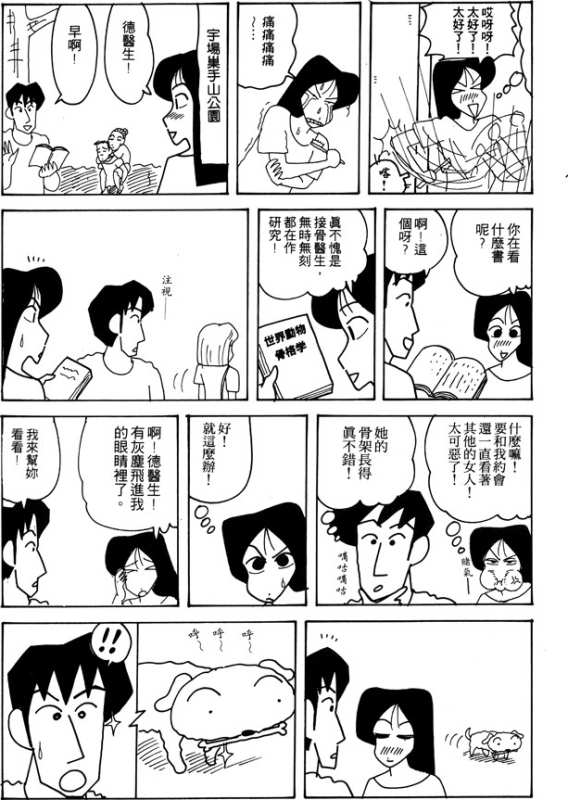 哎呀呀！
太好了！
太好了！
喀！
痛痛痛痛
～…
宇場巢手山公園
德醫生！
早啊！
你在看
什麼書
呢？
啊！這
個呀？
世界動物
骨格学
真不愧是
接骨醫生，
無時無刻
都在作
研究！
注視——
什麼嘛！
要和我約會
還一直看著
其他的女人！
太可惡了！
賭氣——
她的
骨架長得
真不錯！
嘀咕嘀咕
好！
就這麼辦！
啊！德醫生！
有灰塵飛進我
的眼睛裡了。
我來幫妳
看看！
呼～
呼～
呼～
!!